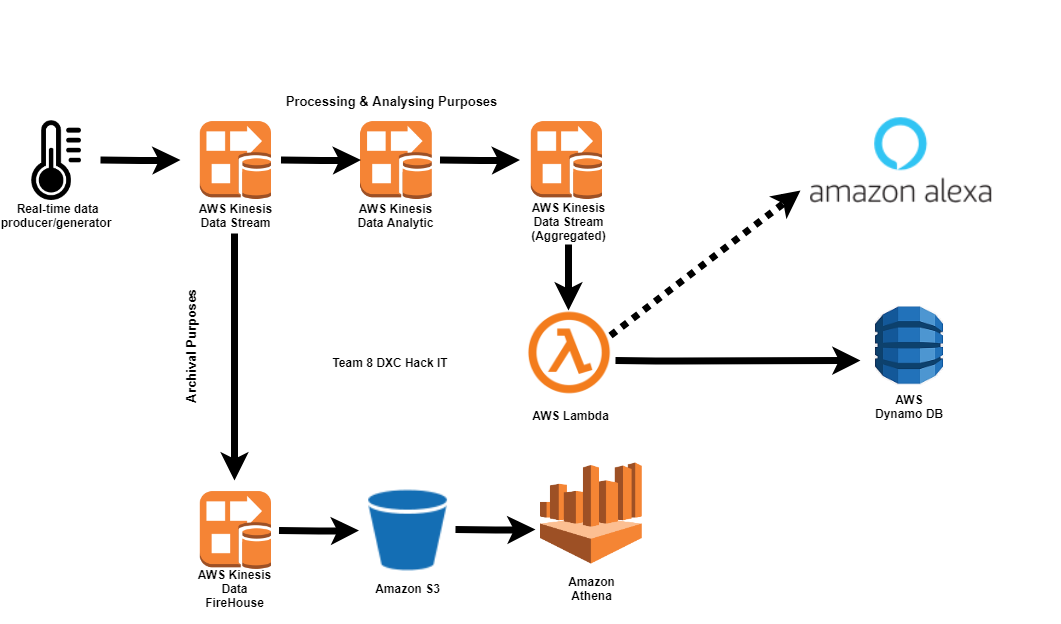 Processing & Analysing Purposes
Real-time data
producer/generator
AWS Kinesis
Data Stream
AWS Kinesis
Data Analytic
AWS Kinesis
Data Stream
(Aggregated)
amazon alexa
Archival Purposes
Team 8 DXC Hack IT
AWS Lambda
AWS
Dynamo DB
AWS Kinesis
Data
FireHouse
Amazon S3
Amazon
Athena